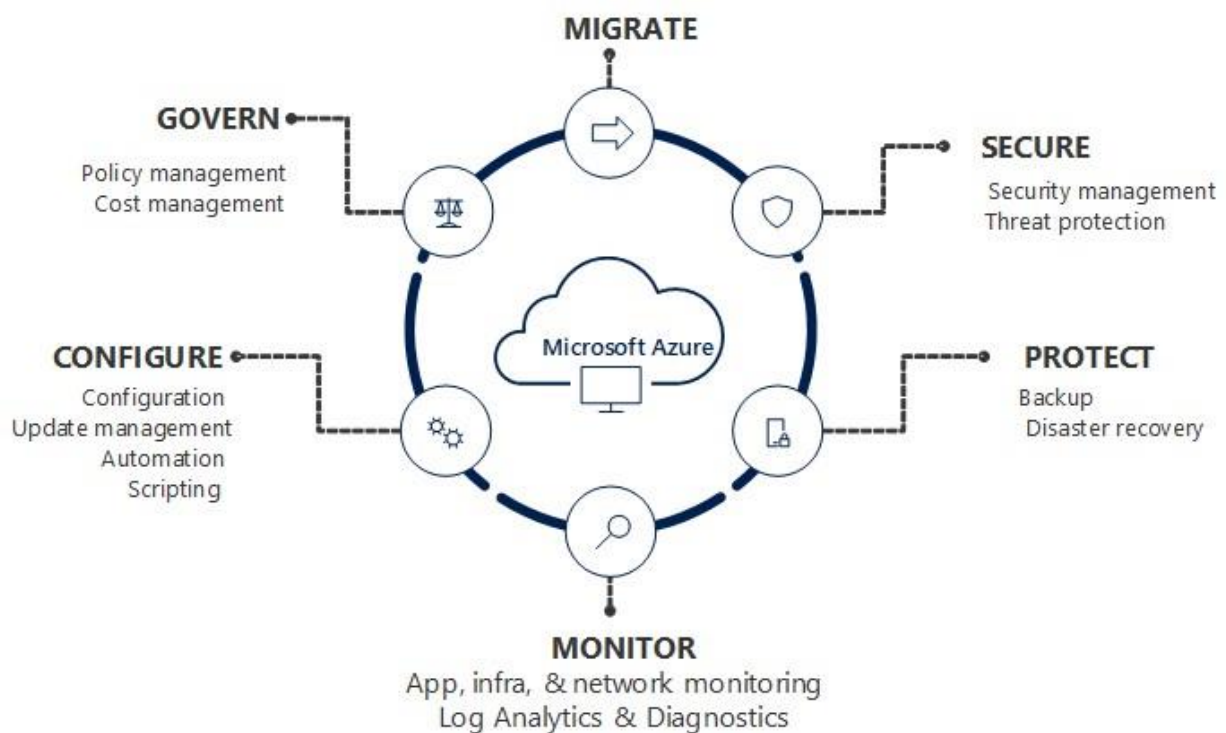 MIGRATE
GOVERN
Policy management
Cost management
SECURE
Security management
Threat protection
Microsoft Azure
CONFIGURE
Configuration
Update management
Automation
Scripting
PROTECT
Backup
Disaster recovery
MONITOR
App, infra, & network monitoring
Log Analytics & Diagnostics